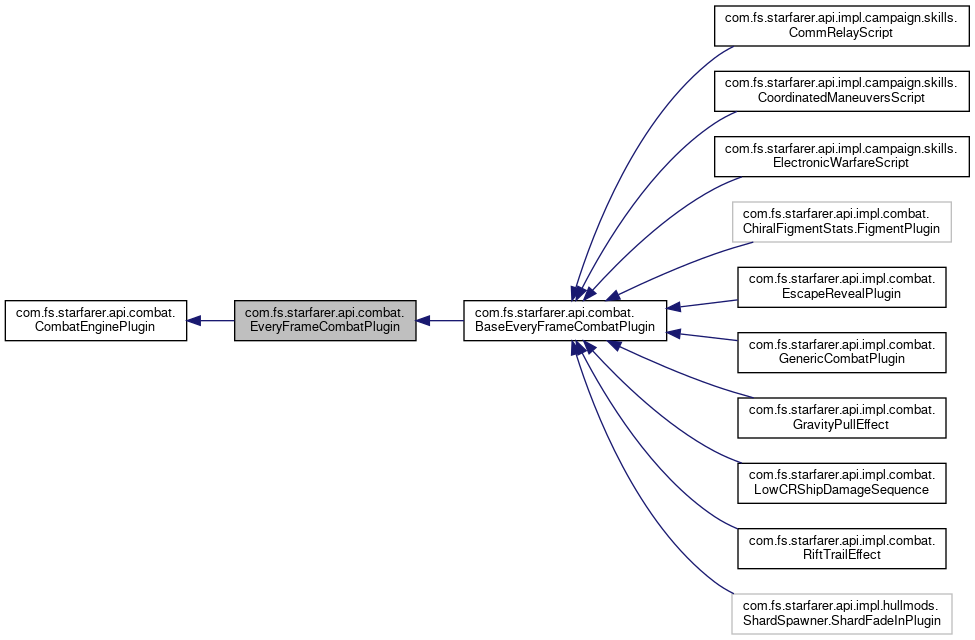 com.fs.starfarer.api.impl.campaign.skills.
CommRelayScript
com.fs.starfarer.api.impl.campaign.skills.
CoordinatedManeuversScript
com.fs.starfarer.api.impl.campaign.skills.
ElectronicWarfareScript
com.fs.starfarer.api.impl.combat.
ChiralFigmentStats.FigmentPlugin
com.fs.starfarer.api.impl.combat.
EscapeRevealPlugin
com.fs.starfarer.api.combat.
CombatEnginePlugin
com.fs.starfarer.api.combat.
EveryFrameCombatPlugin
com.fs.starfarer.api.combat.
BaseEveryFrameCombatPlugin
com.fs.starfarer.api.impl.combat.
GenericCombatPlugin
com.fs.starfarer.api.impl.combat.
GravityPullEffect
com.fs.starfarer.api.impl.combat.
LowCRShipDamageSequence
com.fs.starfarer.api.impl.combat.
RiftTrailEffect
com.fs.starfarer.api.impl.hullmods.
ShardSpawner.ShardFadeInPlugin